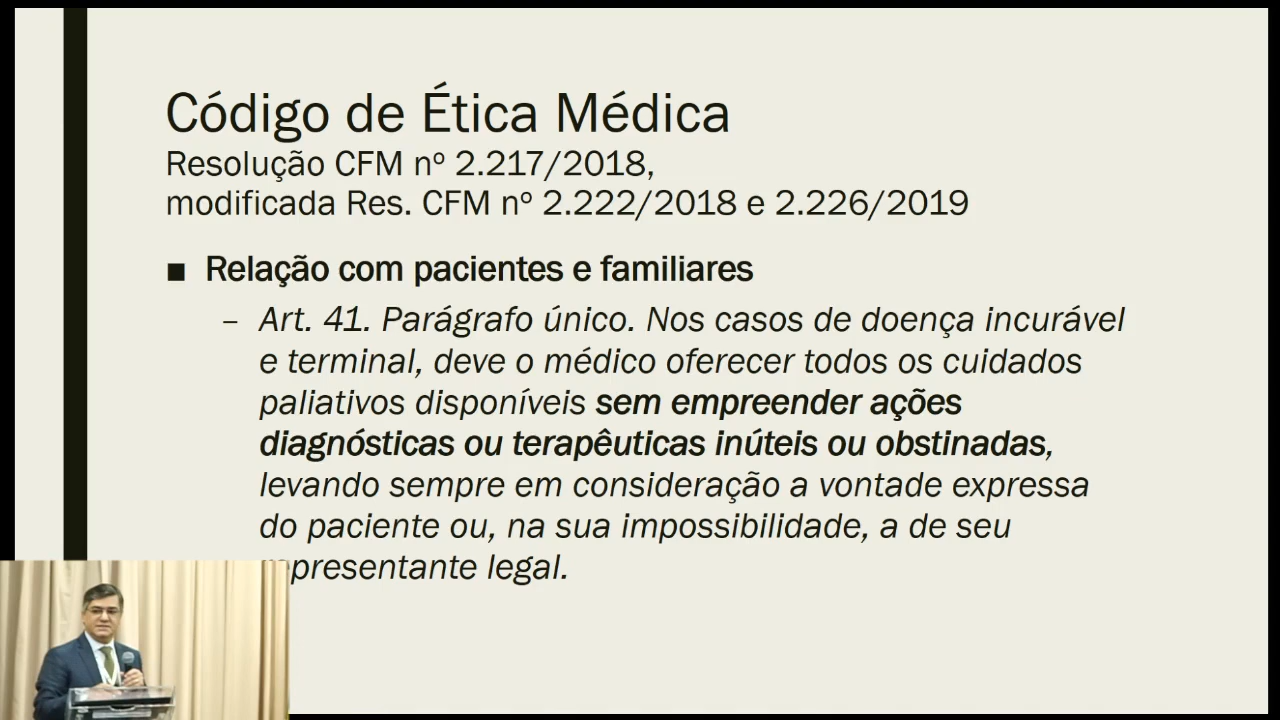 Código de Ética Médica
Resolução CFM nº 2.217/2018,
modificada Res. CFM nº 2.222/2018 e 2.226/2019
■ Relação com pacientes e familiares
– Art. 41. Parágrafo único. Nos casos de doença incurável
e terminal, deve o médico oferecer todos os cuidados
paliativos disponíveis sem empreender ações
diagnósticas ou terapêuticas inúteis ou obstinadas,
levando sempre em consideração a vontade expressa
do paciente ou, na sua impossibilidade, a de seu
representante legal.